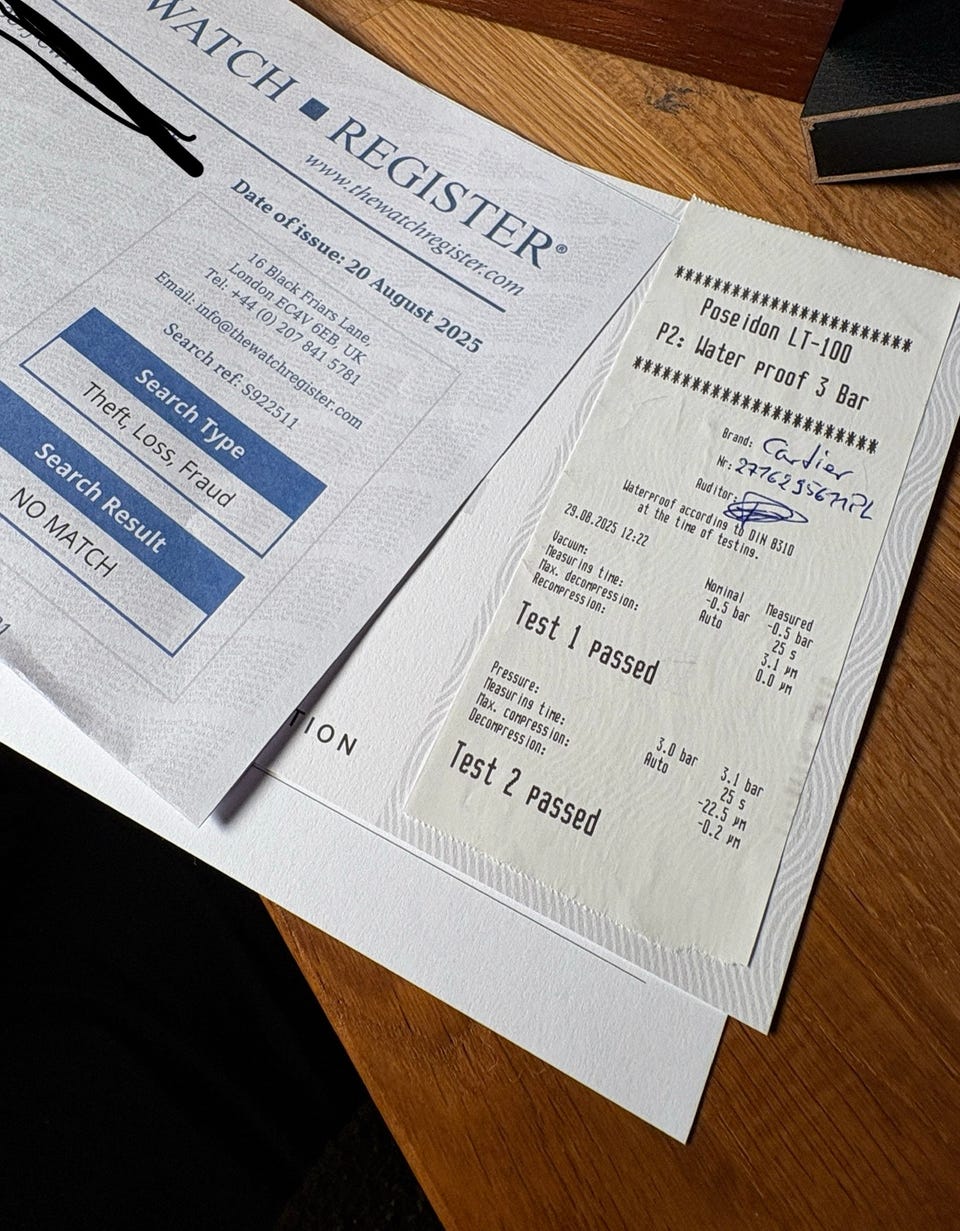 WATCH ■ REGISTER®
www.thewatchregister.com
Date of issue: 20 August 2025
16 Black Friars Lane,
London EC4V 6EB, UK
Tel: +44 (0) 207 841 5781
Email: info@thewatchregister.com
Search ref: S922511
Search Type
Theft, Loss, Fraud
Search Result
NO MATCH
TION
***********************
Poseidon LT-100
P2: Water proof 3 Bar
***********************
Brand: Cartier
Nr: 27162956112L
Auditor:
Waterproof according to DIN 8310
at the time of testing.
29.08.2025 12:22
Nominal Measured
Vacuum: -0.5 bar -0.5 bar
Measuring time: Auto 25 s
Max. decompression: 3.1 µm
Recompression: 0.0 µm
Test 1 passed
Pressure: 3.0 bar 3.1 bar
Measuring time: Auto 25 s
Max. compression: -22.5 µm
Decompression: -0.2 µm
Test 2 passed